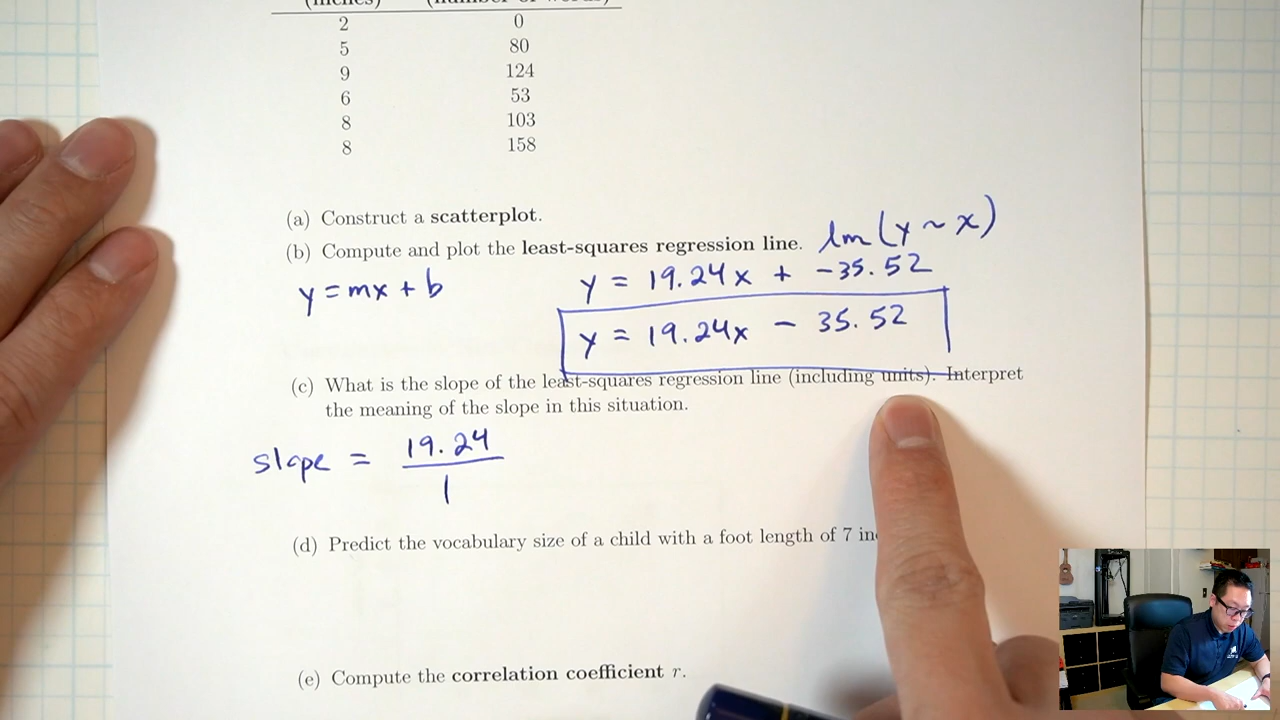 2 0
5 80
9 124
6 53
8 103
8 158
(a) Construct a scatterplot.
(b) Compute and plot the least-squares regression line. lm(y ~ x)
y = mx + b y = 19.24x + -35.52
y = 19.24x - 35.52
(c) What is the slope of the least-squares regression line (including units). Interpret
the meaning of the slope in this situation.
slope = 19.24
1
(d) Predict the vocabulary size of a child with a foot length of 7
(e) Compute the correlation coefficient r.